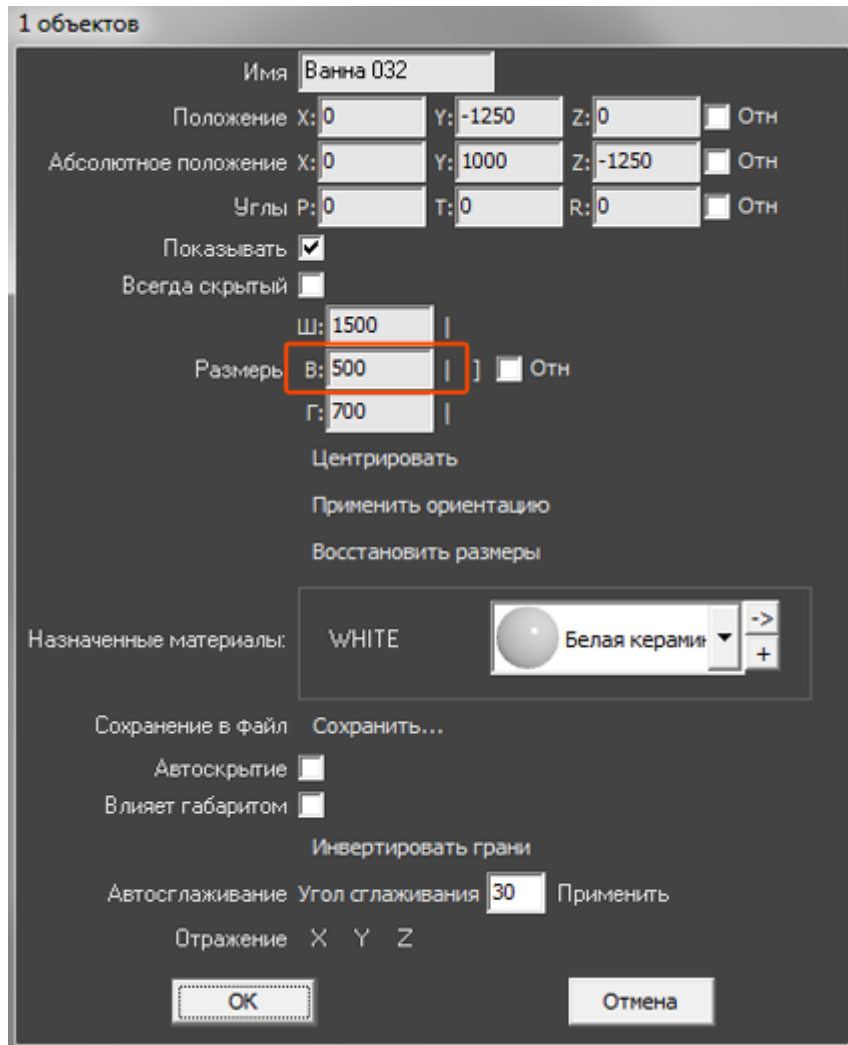 1 объектов
Имя Ванна 032
Положение X: 0 Y: -1250 Z: 0 Отн
Абсолютное положение X: 0 Y: 1000 Z: -1250 Отн
Углы P: 0 T: 0 R: 0 Отн
Показывать
Всегда скрытый
Ш: 1500 |
Размеры В: 500 | ] Отн
Г: 700 |
Центрировать
Применить ориентацию
Восстановить размеры
Назначенные материалы: WHITE Белая керамик ->
+
Сохранение в файл Сохранить...
Автоскрытие
Влияет габаритом
Инвертировать грани
Автосглаживание Угол сглаживания 30 Применить
Отражение X Y Z
ОК Отмена